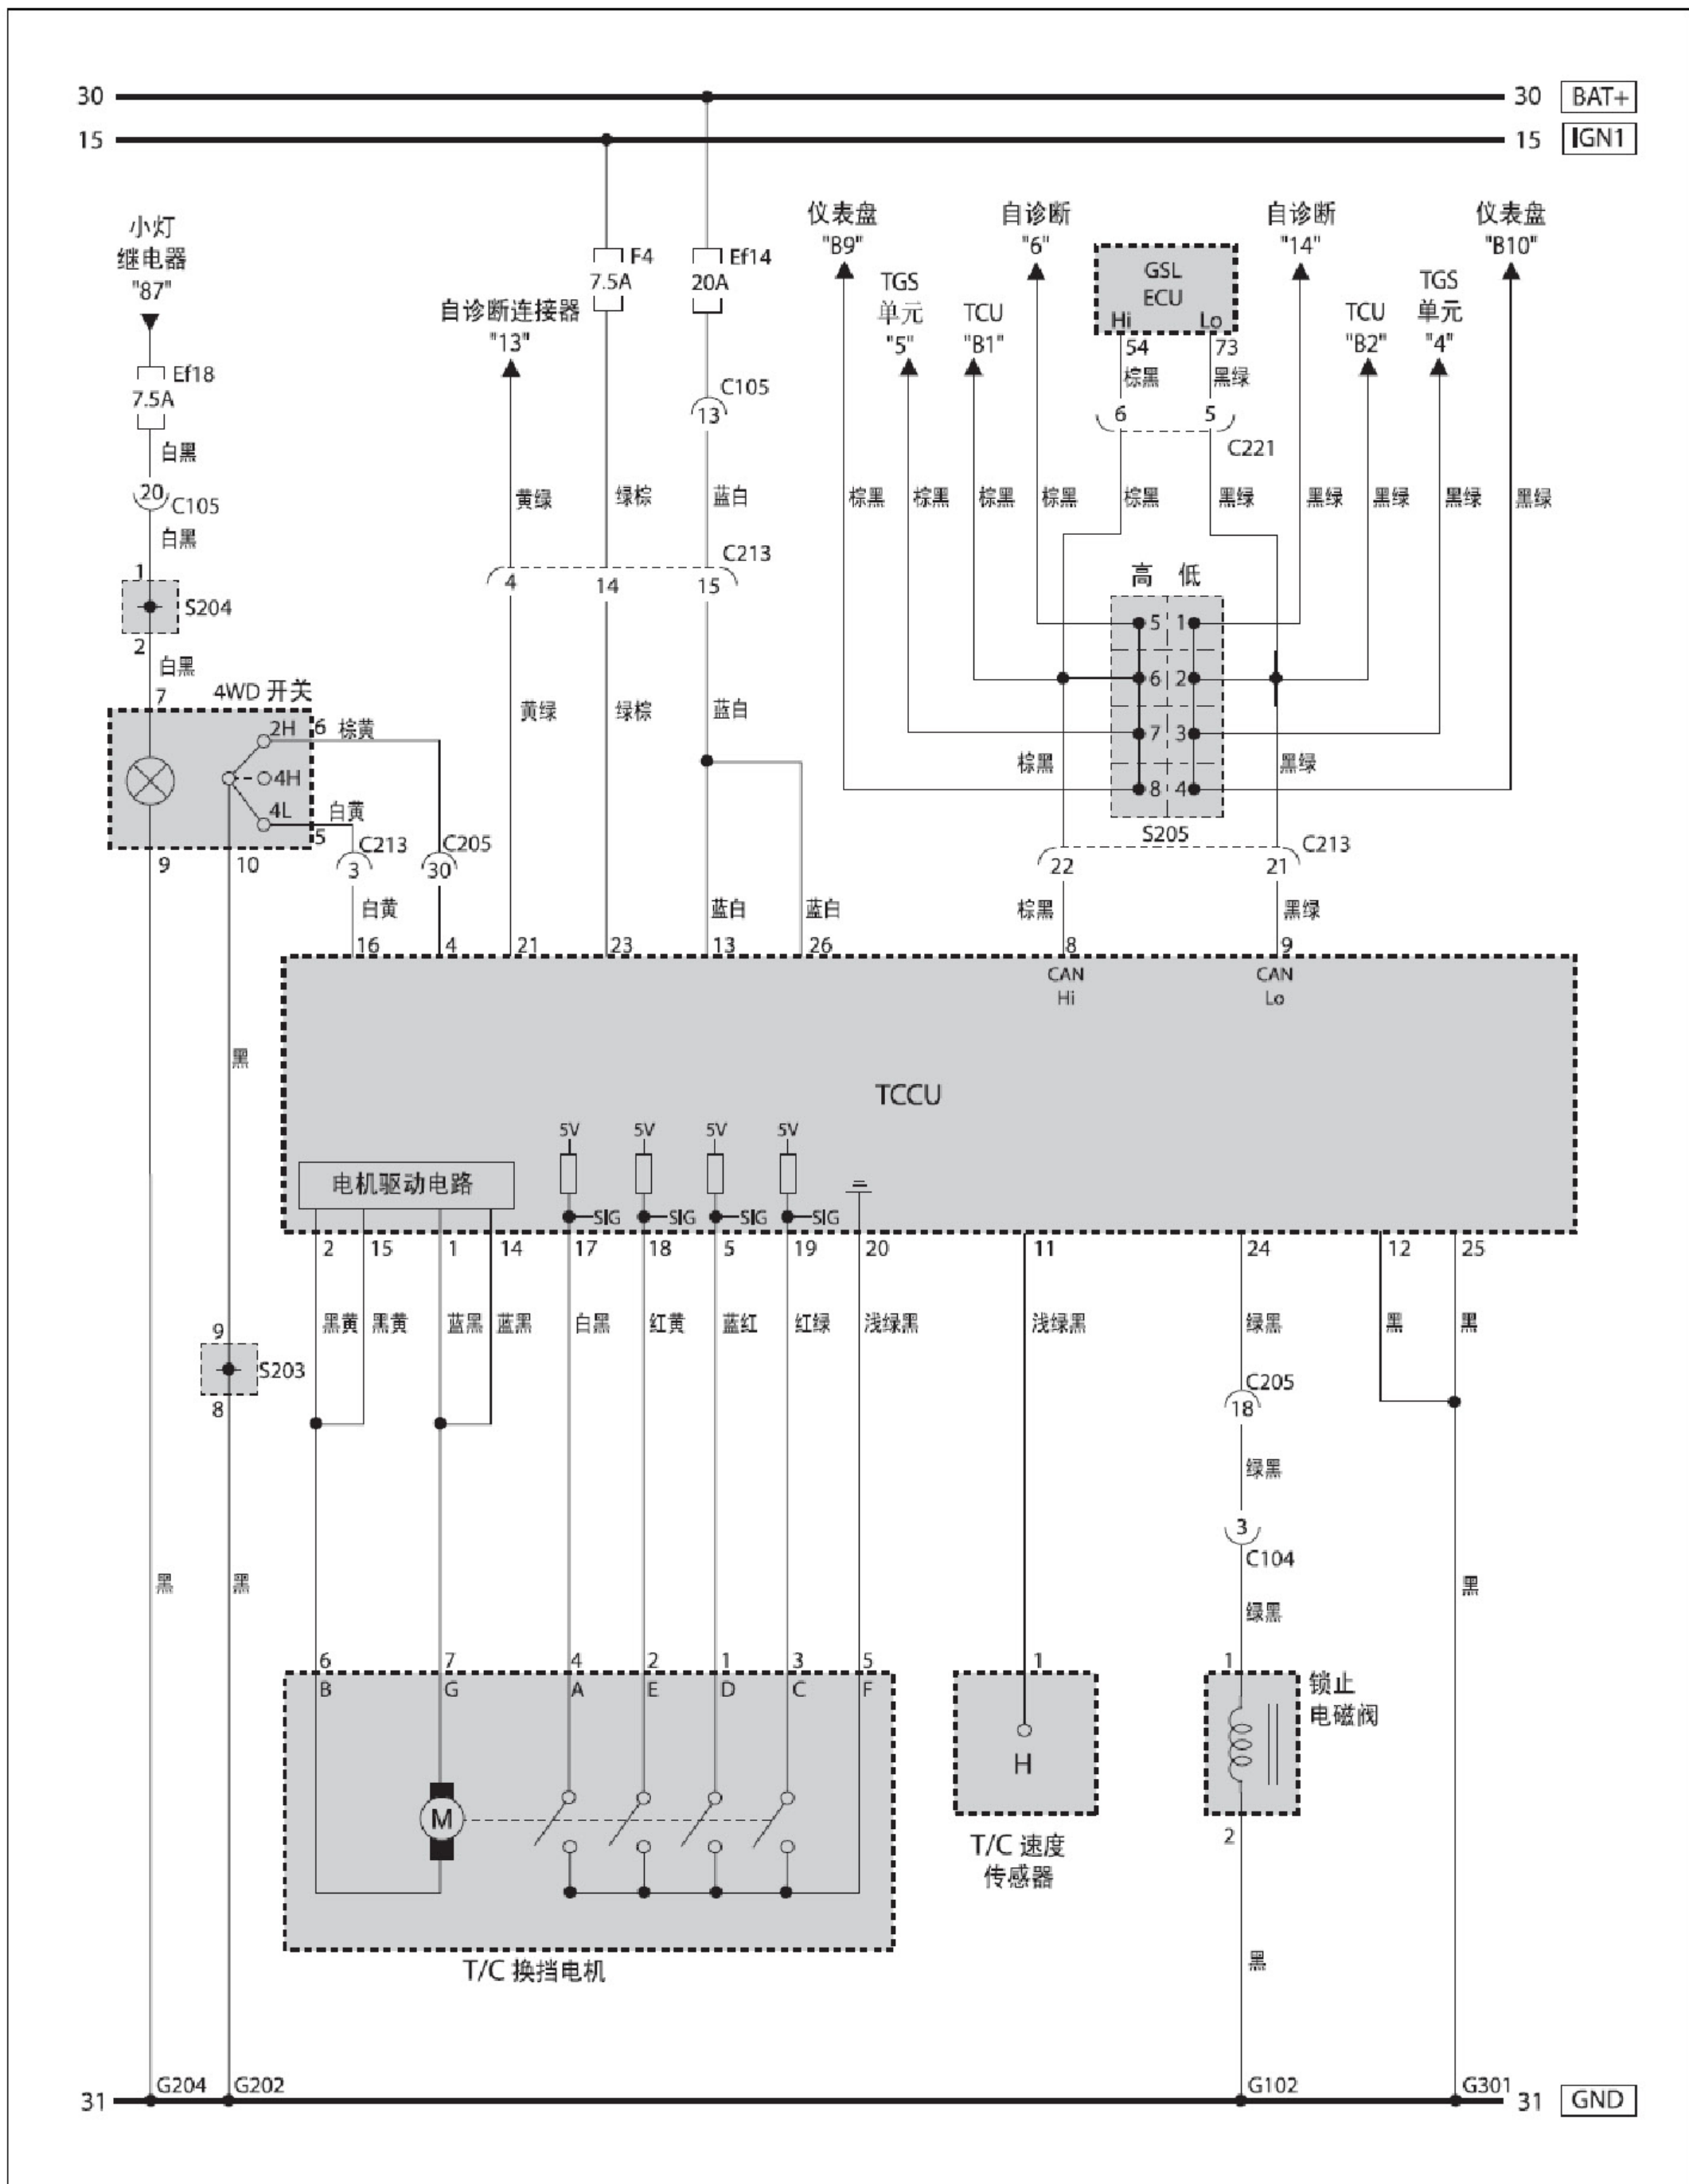 30 30 BAT+
15 15 IGN1
小灯
继电器
"87"
Ef18
7.5A
白黑
20 C105
白黑
1
S204
2
白黑
7 4WD 开关
2H 6 棕黄
4H
4L 白黄
5
9 10
C213
3
C205
30
白黄
16 4
自诊断连接器
"13"
F4
7.5A
Ef14
20A
C105
13
黄绿 绿棕 蓝白
C213
4 14 15
黄绿 绿棕 蓝白
蓝白 蓝白
21 23 13 26
仪表盘
"B9"
TGS
单元
"5"
TCU
"B1"
自诊断
"6"
GSL
ECU
Hi Lo
54 73
棕黑 黑绿
6 5
C221
自诊断
"14"
TCU
"B2"
TGS
单元
"4"
仪表盘
"B10"
棕黑 棕黑 棕黑 棕黑 棕黑 黑绿 黑绿 黑绿 黑绿 黑绿
高 低
5 1
6 2
7 3
8 4
S205
棕黑 黑绿
C213
22 21
棕黑 黑绿
8 9
CAN
Hi
CAN
Lo
TCCU
黑
5V 5V 5V 5V
电机驱动电路
SIG SIG SIG SIG
2 15 1 14 17 18 5 19 20 11 24 12 25
黑黄 黑黄 蓝黑 蓝黑 白黑 红黄 蓝红 红绿 浅绿黑 浅绿黑 绿黑 黑 黑
9
S203
8
C205
18
绿黑
3
C104
绿黑
黑 黑 黑
6 7 4 2 1 3 5 1 1
B G A E D C F
锁止
电磁阀
M
H
2
T/C 速度
传感器
T/C 换挡电机
黑
G204 G202 G102 G301
31 31 GND